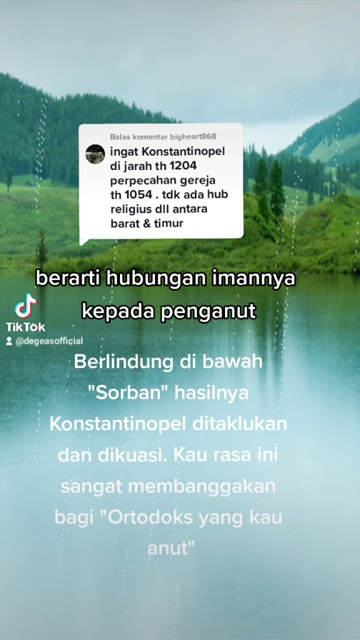 Balas komentar bigheart868
ingat Konstantinopel
di jarah th 1204
perpecahan gereja
th 1054 . tdk ada hub
religius dll antara
barat & timur
berarti hubungan imannya
kepada penganut
TikTok
@degeasofficial
Berlindung di bawah
"Sorban" hasilnya
Konstantinopel ditaklukan
dan dikuasi. Kau rasa ini
sangat membanggakan
bagi "Ortodoks yang kau
anut"